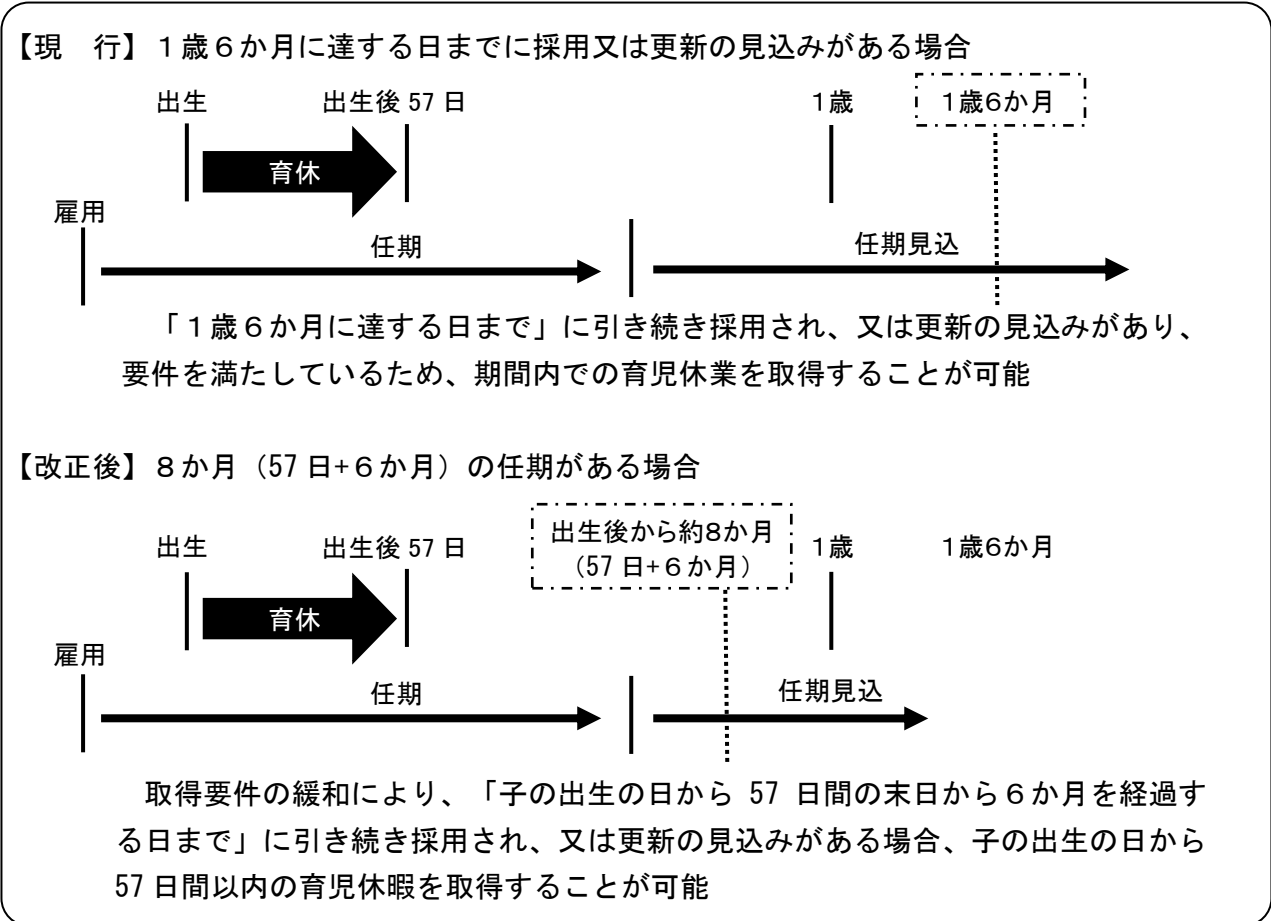 【現　行】１歳６か月に達する日までに採用又は更新の見込みがある場合
出生　出生後 57 日　1歳　1歳6か月
育休
雇用
任期　任期見込
「１歳６か月に達する日まで」に引き続き採用され、又は更新の見込みがあり、
要件を満たしているため、期間内での育児休業を取得することが可能
【改正後】８か月（57 日+６か月）の任期がある場合
出生　出生後 57 日　出生後から約8か月　1歳　1歳6か月
（57 日+６か月）
育休
雇用
任期　任期見込
取得要件の緩和により、「子の出生の日から 57 日間の末日から６か月を経過す
る日まで」に引き続き採用され、又は更新の見込みがある場合、子の出生の日から
57 日間以内の育児休暇を取得することが可能